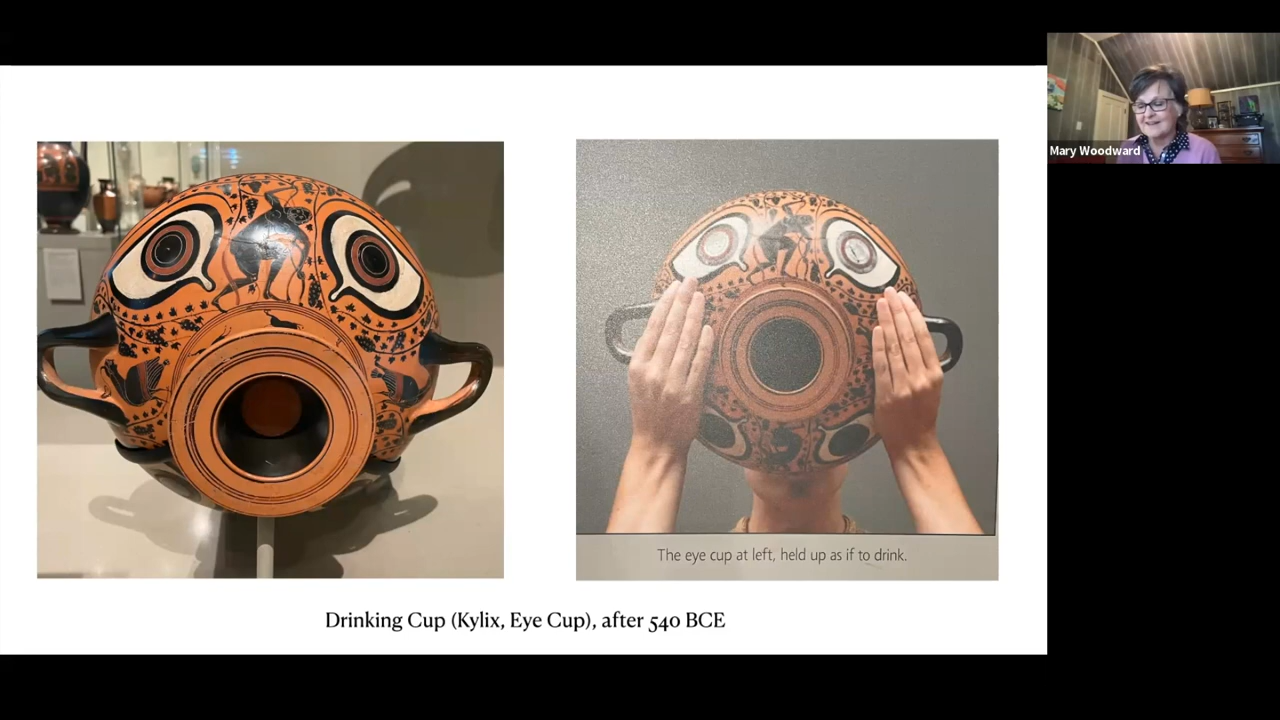 Mary Woodward
The eye cup at left, held up as if to drink.
Drinking Cup (Kylix, Eye Cup), after 540 BCE